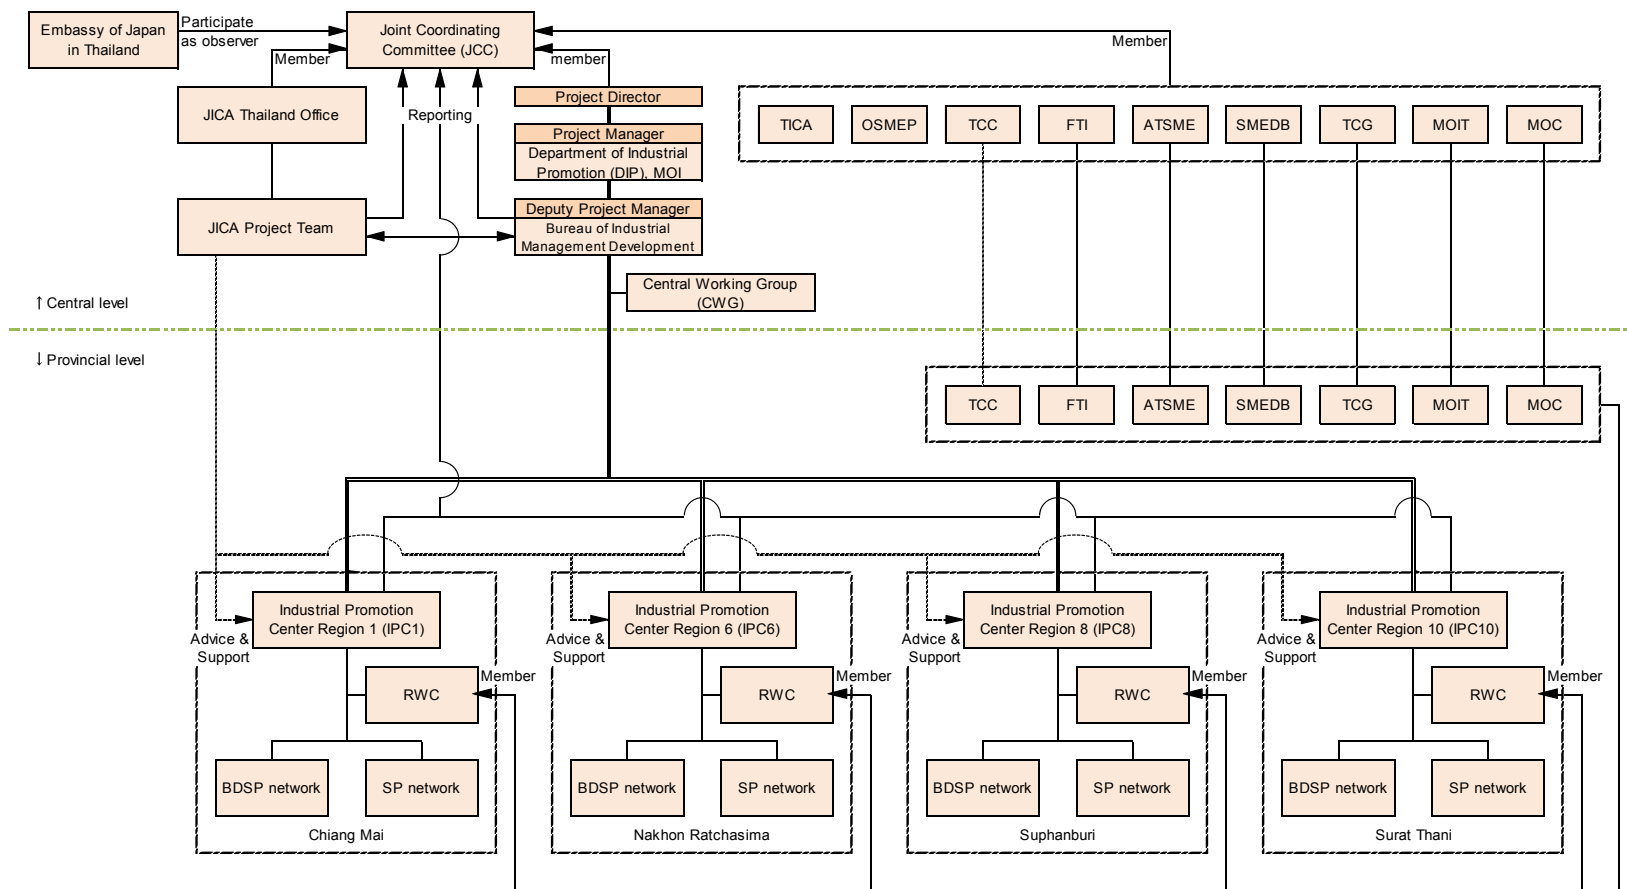 Embassy of Japan
in Thailand
Participate
as observer
Joint Coordinating
Committee (JCC)
Member
member
Member
JICA Thailand Office
Reporting
Project Director
Project Manager
Department of Industrial
Promotion (DIP), MOI
TICA
OSMEP
TCC
FTI
ATSME
SMEDB
TCG
MOIT
MOC
JICA Project Team
Deputy Project Manager
Bureau of Industrial
Management Development
Central Working Group
(CWG)
↑ Central level
↓ Provincial level
TCC
FTI
ATSME
SMEDB
TCG
MOIT
MOC
Industrial Promotion
Center Region 1 (IPC1)
Advice &
Support
Member
RWC
BDSP network
SP network
Chiang Mai
Industrial Promotion
Center Region 6 (IPC6)
Advice &
Support
Member
RWC
BDSP network
SP network
Nakhon Ratchasima
Industrial Promotion
Center Region 8 (IPC8)
Advice &
Support
Member
RWC
BDSP network
SP network
Suphanburi
Industrial Promotion
Center Region 10 (IPC10)
Advice &
Support
Member
RWC
BDSP network
SP network
Surat Thani